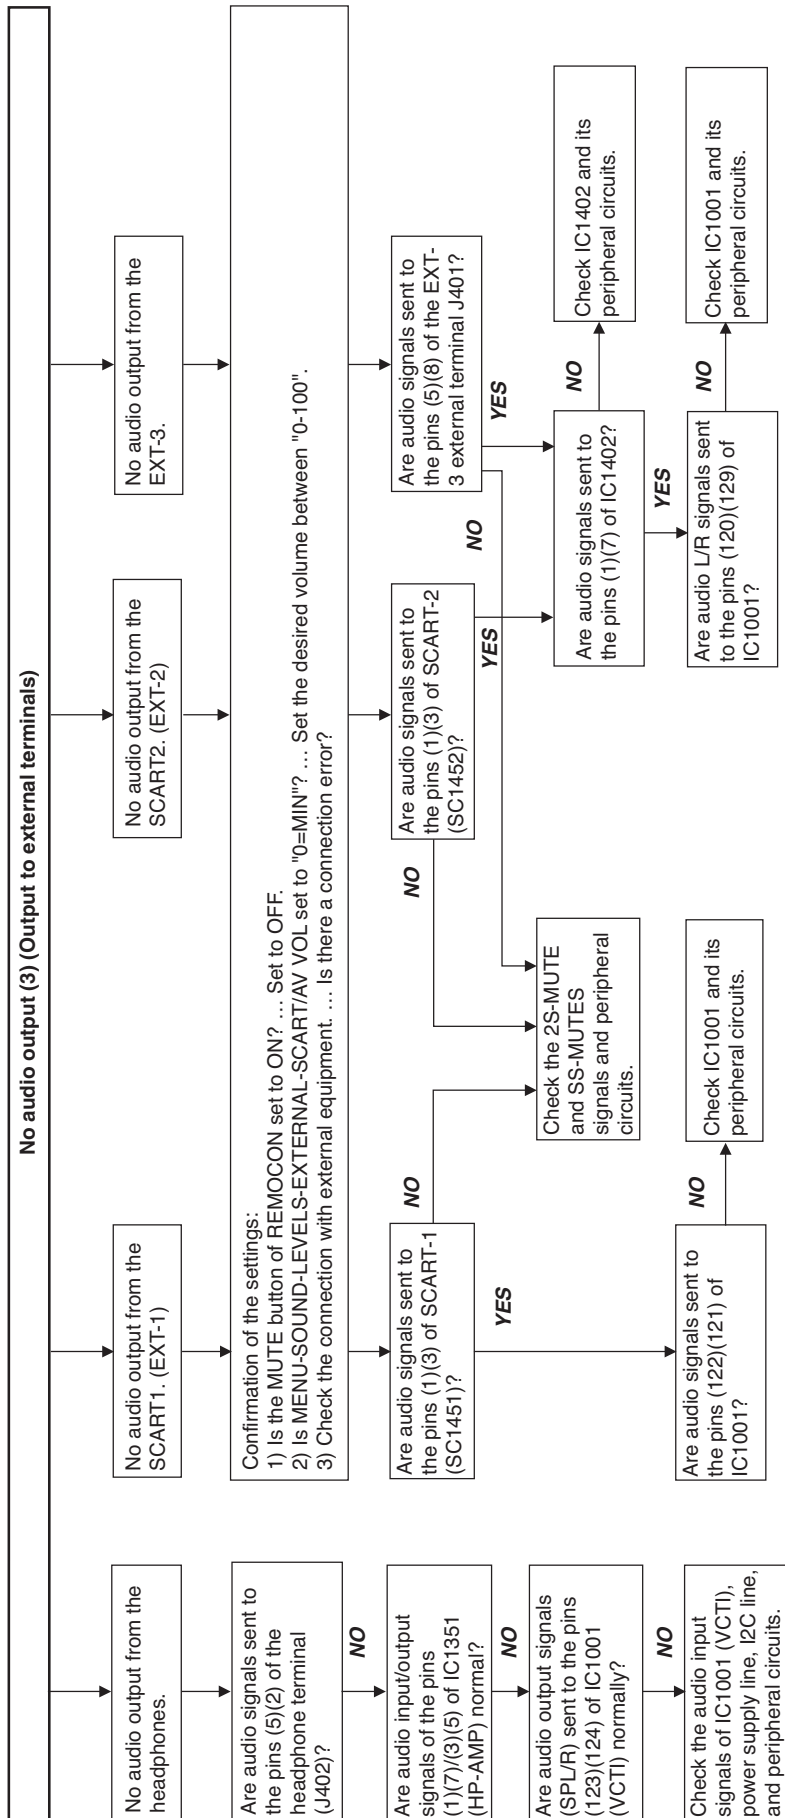 No audio output (3) (Output to external terminals)
No audio output from the
headphones.
Are audio signals sent to
the pins (5)(2) of the
headphone terminal
(J402)?
NO
Are audio input/output
signals of the pins
(1)(7)/(3)(5) of IC1351
(HP-AMP) normal?
NO
Are audio output signals
(SPL/R) sent to the pins
(123)(124) of IC1001
(VCTI) normally?
NO
Check the audio input
signals of IC1001 (VCTI),
power supply line, I2C line,
and peripheral circuits.
No audio output from the
SCART1. (EXT-1)
No audio output from the
SCART2. (EXT-2)
No audio output from the
EXT-3.
Confirmation of the settings:
1) Is the MUTE button of REMOCON set to ON? … Set to OFF.
2) Is MENU-SOUND-LEVELS-EXTERNAL-SCART/AV VOL set to "0=MIN"? … Set the desired volume between "0-100".
3) Check the connection with external equipment. … Is there a connection error?
Are audio signals sent to
the pins (1)(3) of SCART-1
(SC1451)?
NO
YES
Are audio signals sent to
the pins (122)(121) of
IC1001?
NO
Check IC1001 and its
peripheral circuits.
Check the 2S-MUTE
and SS-MUTES
signals and peripheral
circuits.
Are audio signals sent to
the pins (1)(3) of SCART-2
(SC1452)?
NO
YES
Are audio signals sent to
the pins (5)(8) of the EXT-
3 external terminal J401?
NO
YES
Are audio signals sent to
the pins (1)(7) of IC1402?
NO
Check IC1402 and its
peripheral circuits.
YES
Are audio L/R signals sent
to the pins (120)(129) of
IC1001?
NO
Check IC1001 and its
peripheral circuits.